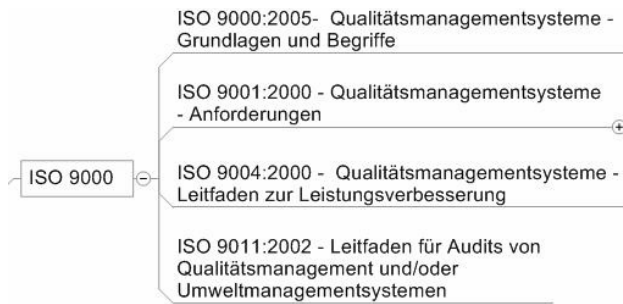 ISO 9000:2005- Qualitätsmanagementsysteme -
Grundlagen und Begriffe
ISO 9001:2000 - Qualitätsmanagementsysteme
- Anforderungen
ISO 9000
ISO 9004:2000 - Qualitätsmanagementsysteme -
Leitfaden zur Leistungsverbesserung
ISO 9011:2002 - Leitfaden für Audits von
Qualitätsmanagement und/oder
Umweltmanagementsystemen